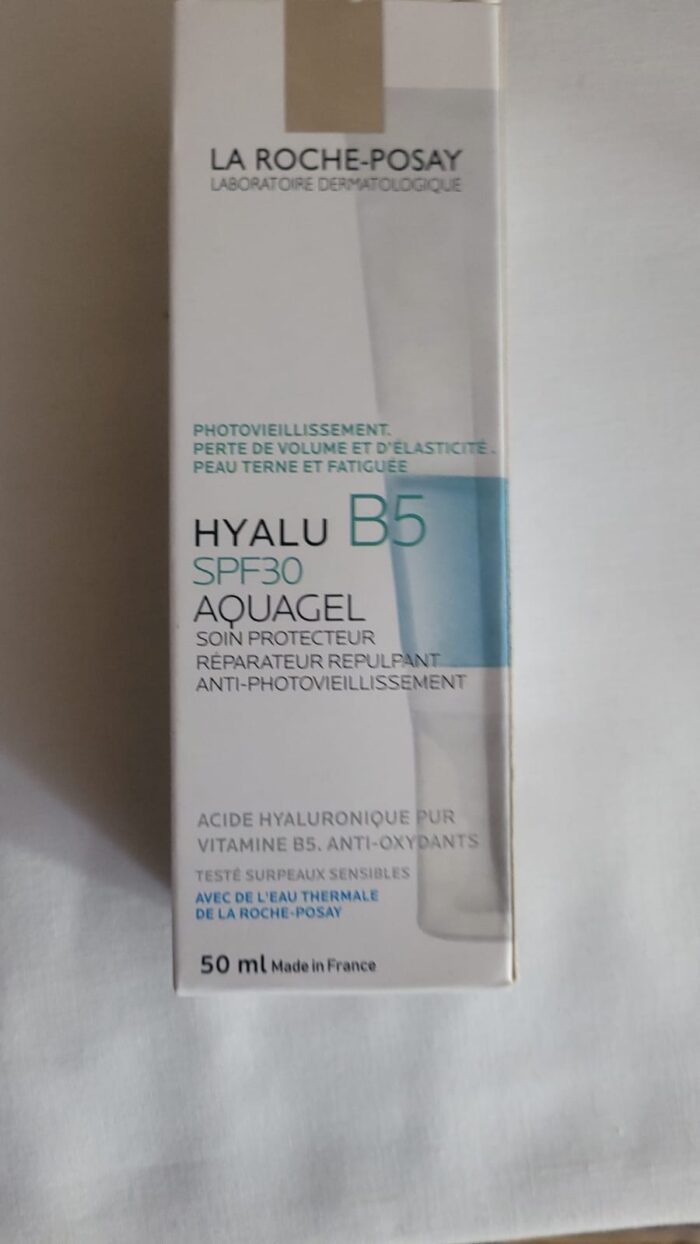 LA ROCHE-POSAY
LABORATOIRE DERMATOLOGIQUE
PHOTOVIEILLISSEMENT.
PERTE DE VOLUME ET D'ÉLASTICITÉ.
PEAU TERNE ET FATIGUÉE
HYALU B5
SPF30
AQUAGEL
SOIN PROTECTEUR
RÉPARATEUR REPULPANT
ANTI-PHOTOVIEILLISSEMENT
ACIDE HYALURONIQUE PUR
VITAMINE B5. ANTI-OXYDANTS
TESTÉ SURPEAUX SENSIBLES
AVEC DE L'EAU THERMALE
DE LA ROCHE-POSAY
50 ml Made in France